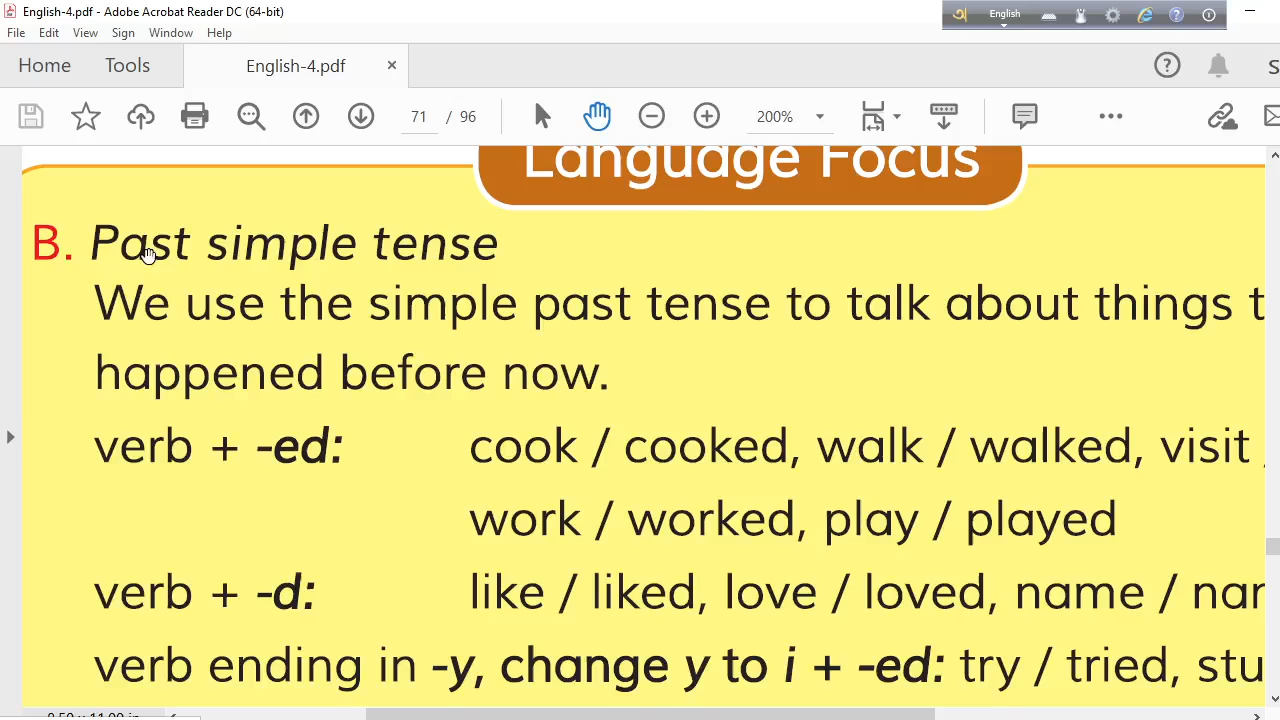 English-4.pdf - Adobe Acrobat Reader DC (64-bit)
English
File Edit View Sign Window Help
Home Tools English-4.pdf ×
71 / 96 200%
Language Focus
B. Past simple tense
We use the simple past tense to talk about things t
happened before now.
verb + -ed: cook / cooked, walk / walked, visit /
work / worked, play / played
verb + -d: like / liked, love / loved, name / nar
verb ending in -y, change y to i + -ed: try / tried, stu